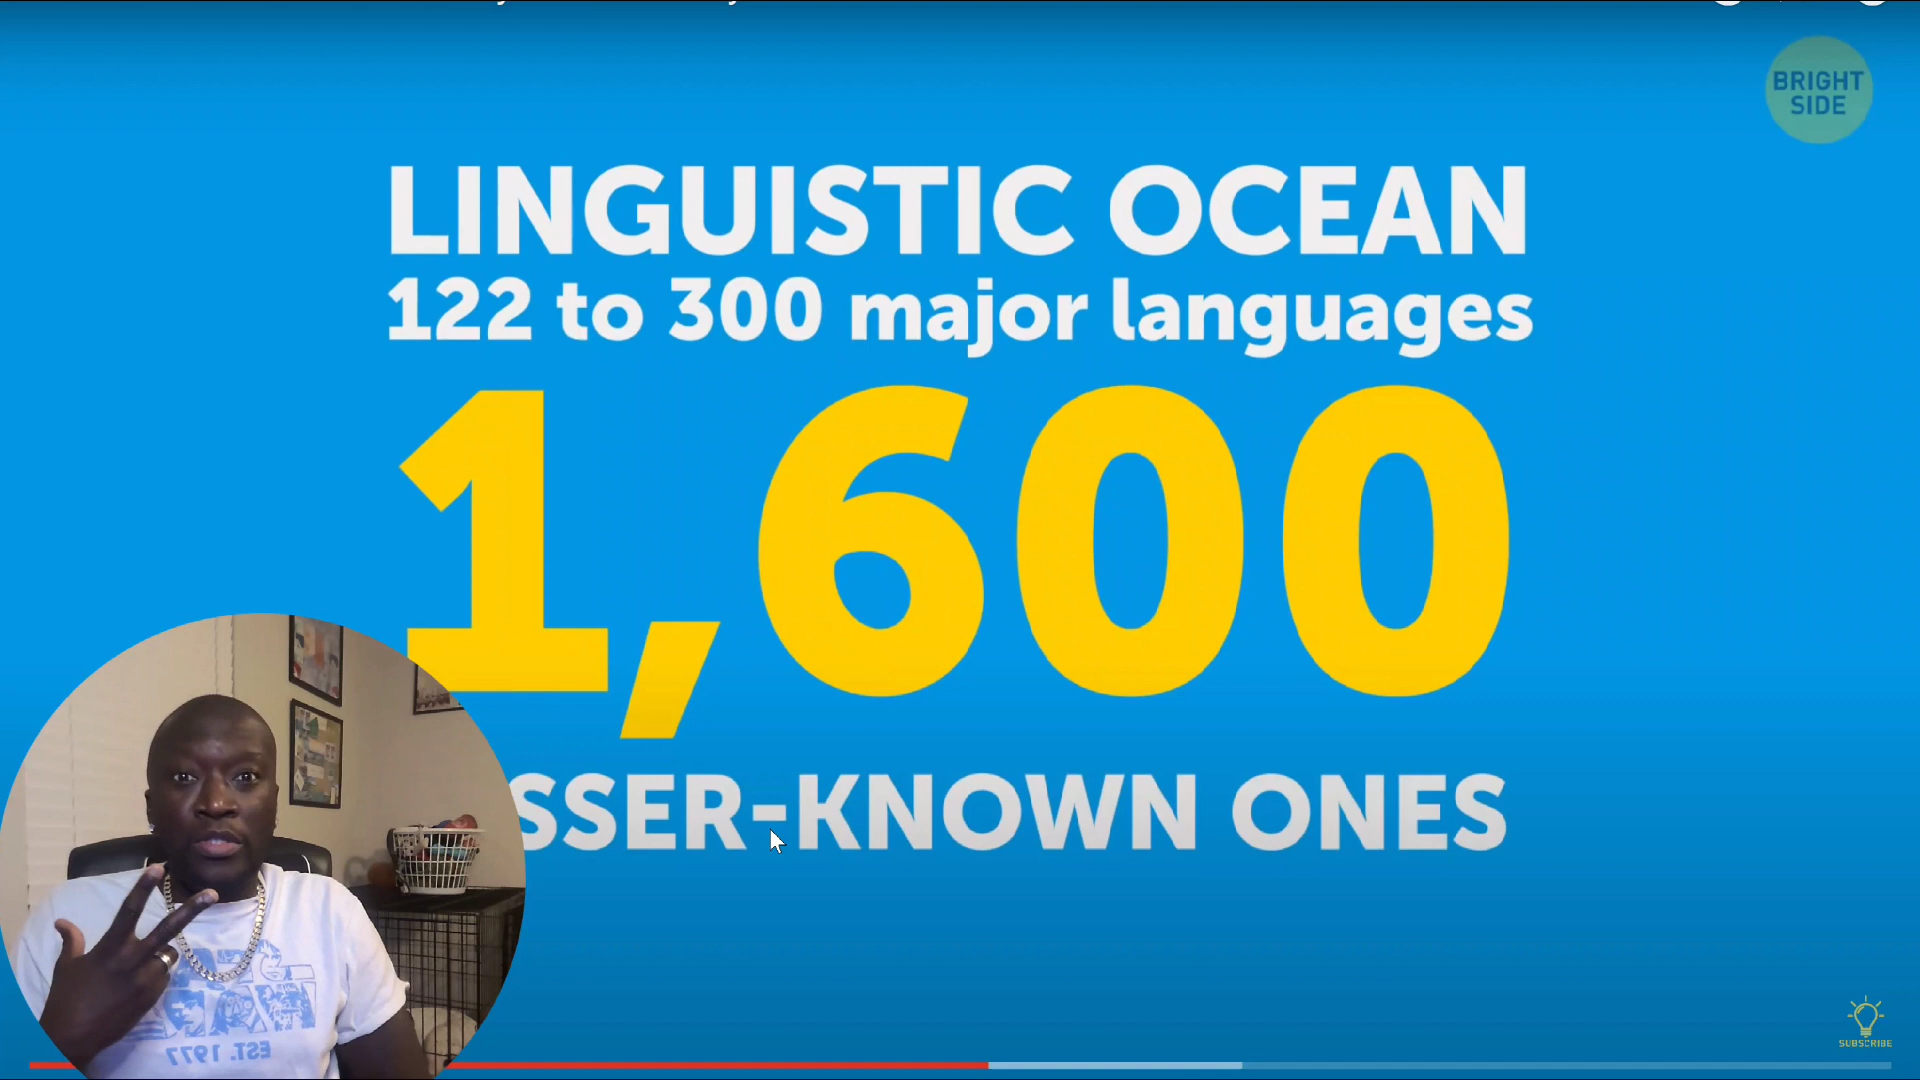 BRIGHT
SIDE
LINGUISTIC OCEAN
122 to 300 major languages
1,600
SSER-KNOWN ONES
EST. 1977
SUBSCRIBE